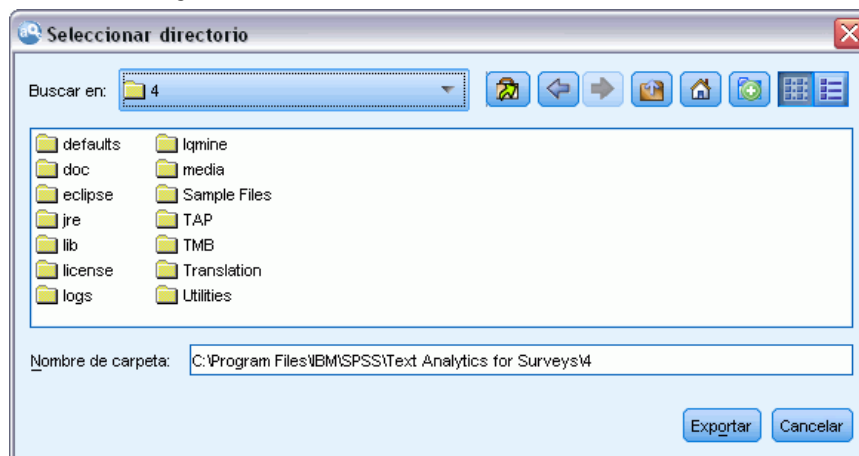 Seleccionar directorio
Buscar en: 4
defaults
doc
eclipse
jre
lib
license
logs
lqmine
media
Sample Files
TAP
TMB
Translation
Utilities
Nombre de carpeta: C:\Program Files\IBM\SPSS\Text Analytics for Surveys\4
Exportar Cancelar